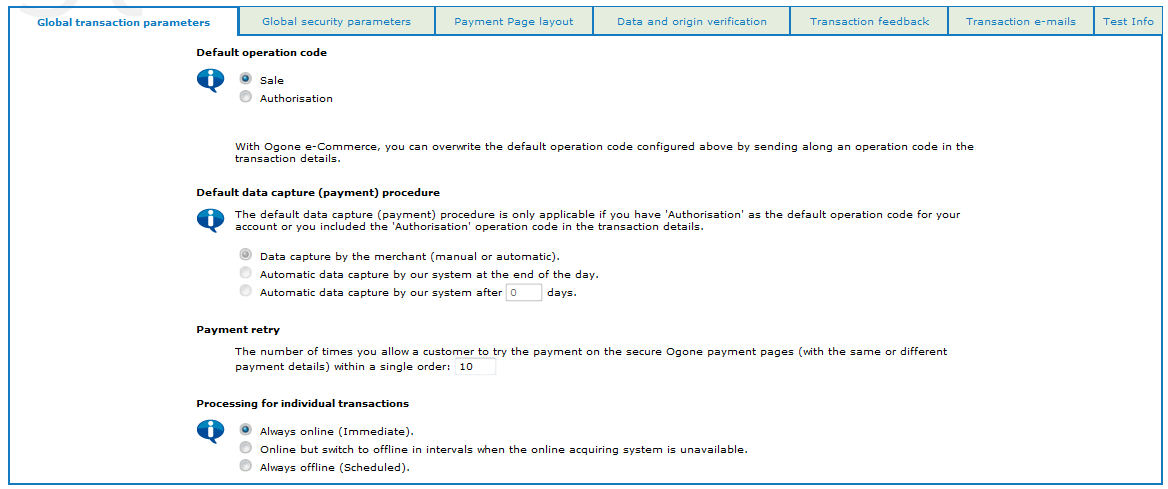 Global transaction parameters Global security parameters Payment Page layout Data and origin verification Transaction feedback Transaction e-mails Test Info
Default operation code
Sale
Authorisation
With Ogone e-Commerce, you can overwrite the default operation code configured above by sending along an operation code in the
transaction details.
Default data capture (payment) procedure
The default data capture (payment) procedure is only applicable if you have 'Authorisation' as the default operation code for your
account or you included the 'Authorisation' operation code in the transaction details.
Data capture by the merchant (manual or automatic).
Automatic data capture by our system at the end of the day.
Automatic data capture by our system after 0 days.
Payment retry
The number of times you allow a customer to try the payment on the secure Ogone payment pages (with the same or different
payment details) within a single order: 10
Processing for individual transactions
Always online (Immediate).
Online but switch to offline in intervals when the online acquiring system is unavailable.
Always offline (Scheduled).